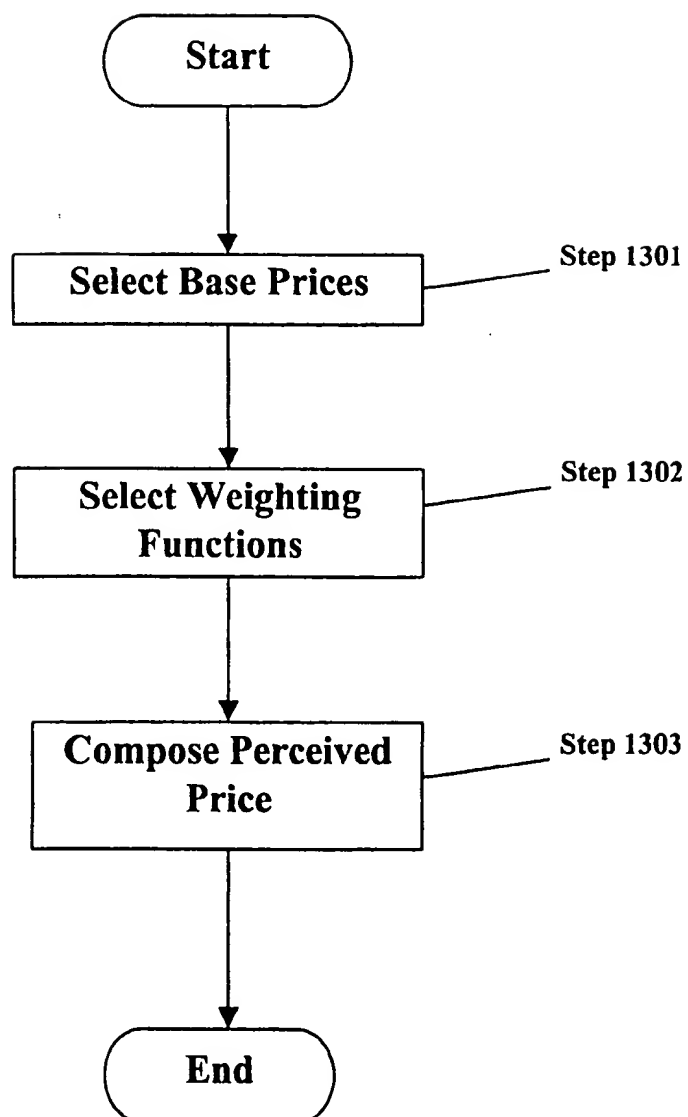 Start
Select Base Prices
Step 1301
Select Weighting
Functions
Step 1302
Compose Perceived
Price
Step 1303
End